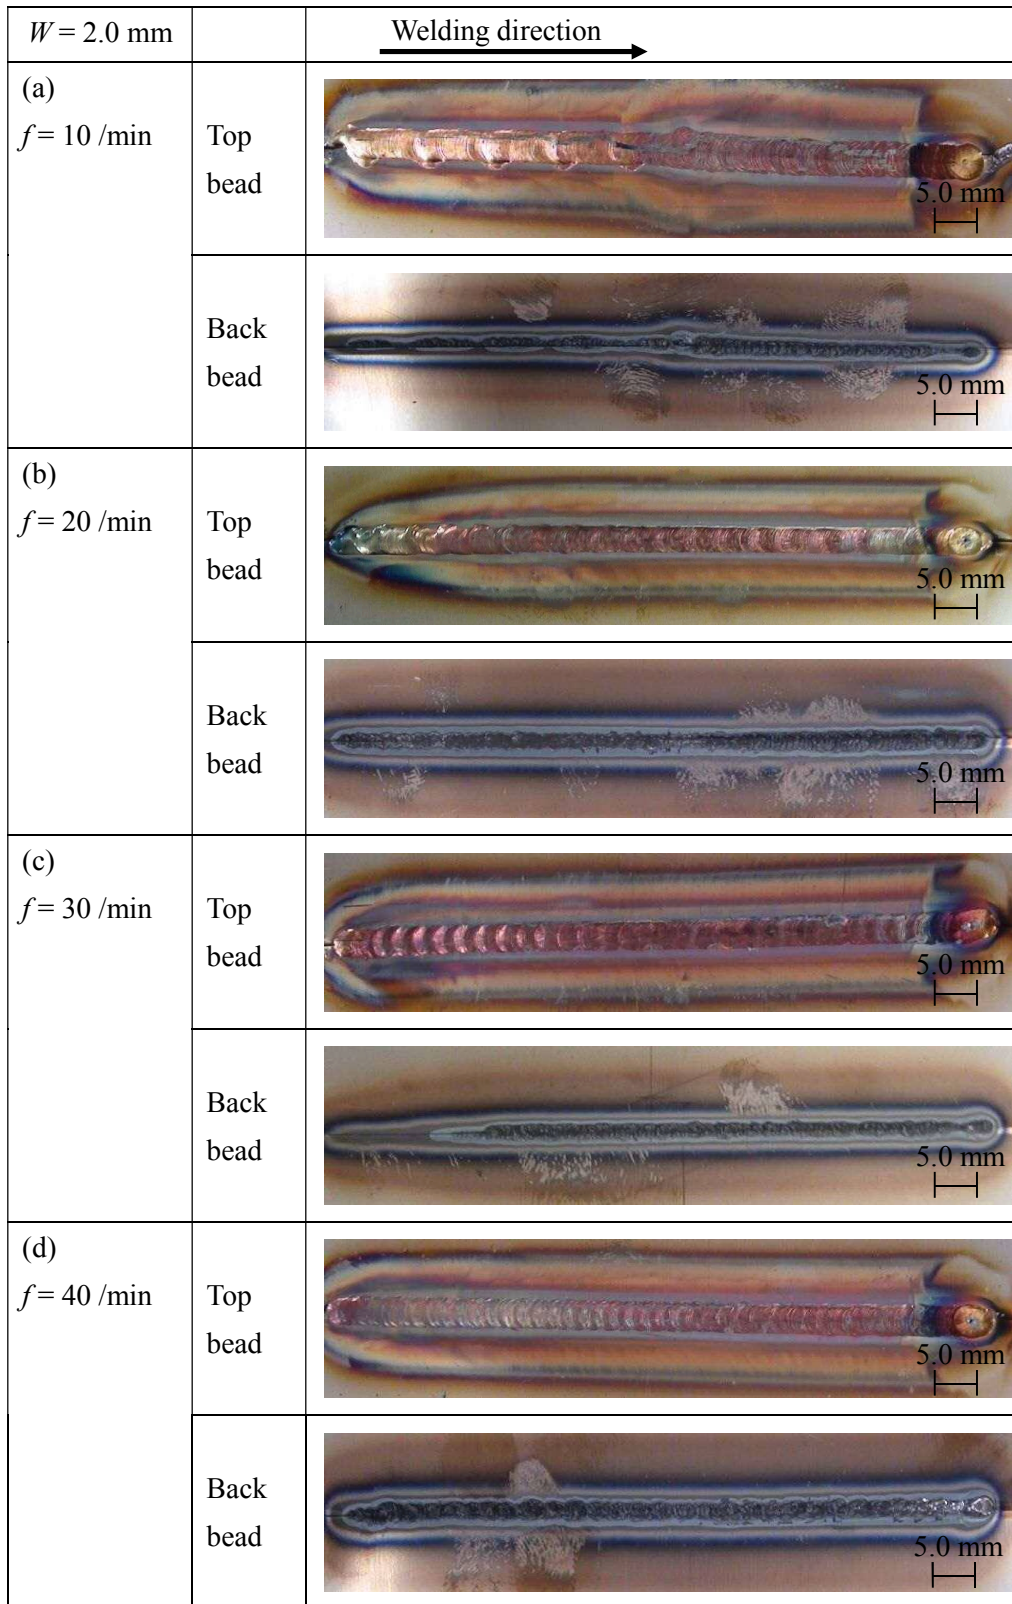 W = 2.0 mm
Welding direction
(a)
f = 10 /min
Top
bead
5.0 mm
Back
bead
5.0 mm
(b)
f = 20 /min
Top
bead
5.0 mm
Back
bead
5.0 mm
(c)
f = 30 /min
Top
bead
5.0 mm
Back
bead
5.0 mm
(d)
f = 40 /min
Top
bead
5.0 mm
Back
bead
5.0 mm